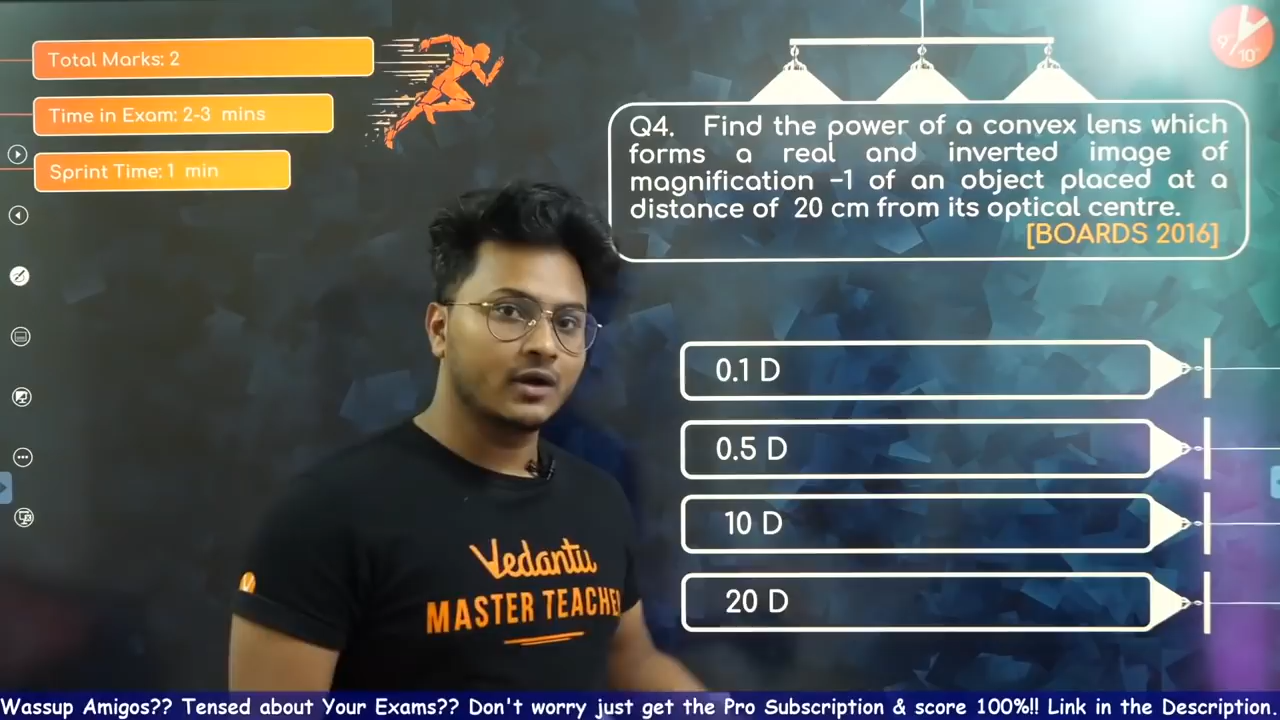 Total Marks: 2
Time in Exam: 2-3 mins
Sprint Time: 1 min
9/10
Q4. Find the power of a convex lens which
forms a real and inverted image of
magnification –1 of an object placed at a
distance of 20 cm from its optical centre.
[BOARDS 2016]
0.1 D
0.5 D
10 D
20 D
Vedantu
MASTER TEACHER
Wassup Amigos?? Tensed about Your Exams?? Don't worry just get the Pro Subscription & score 100%!! Link in the Description.